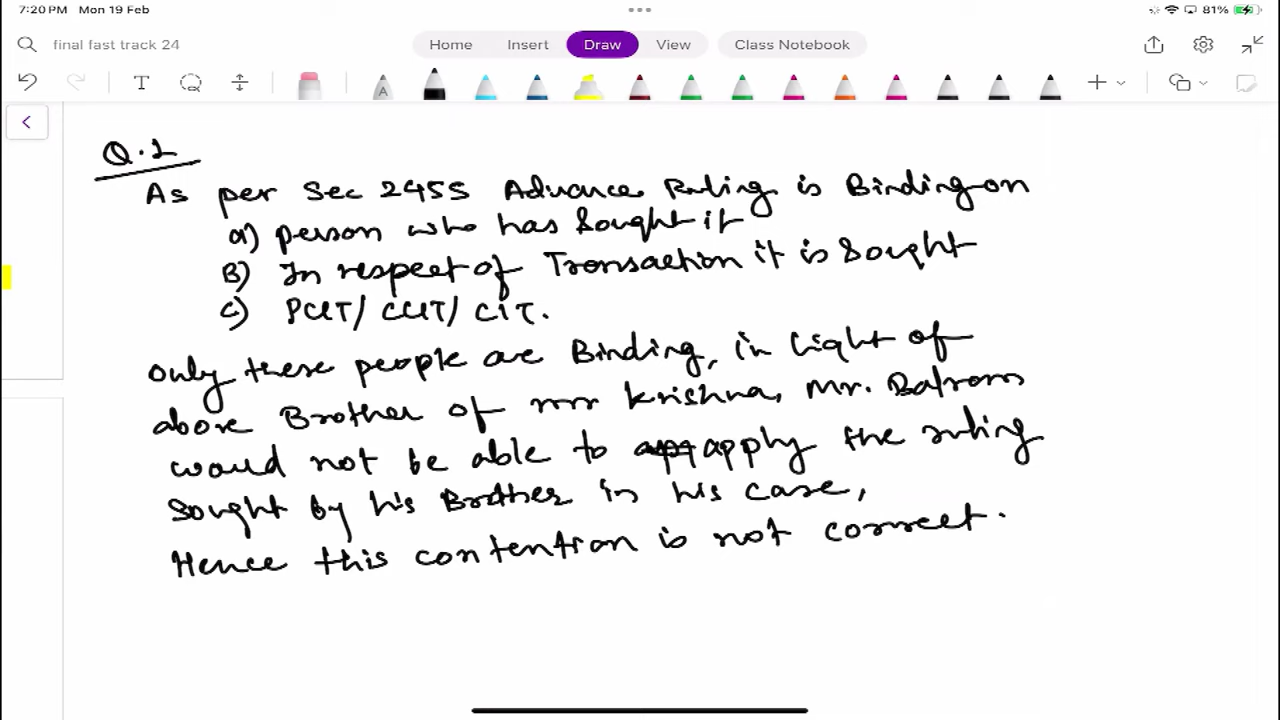 7:20 PM Mon 19 Feb
81%
final fast track 24
Home Insert Draw View Class Notebook
T
A
Q.1
As per Sec 245S Advance Ruling is Binding on
a) person who has Sought it
B) In respect of Transaction it is Sought
C) PCIT/ CCIT/ CIT.
Only these people are Binding, in light of
above Brother of mr Krishna, Mr. Balram
would not be able to apply the ruling
Sought by his Brother in his case,
Hence this contention is not correct.